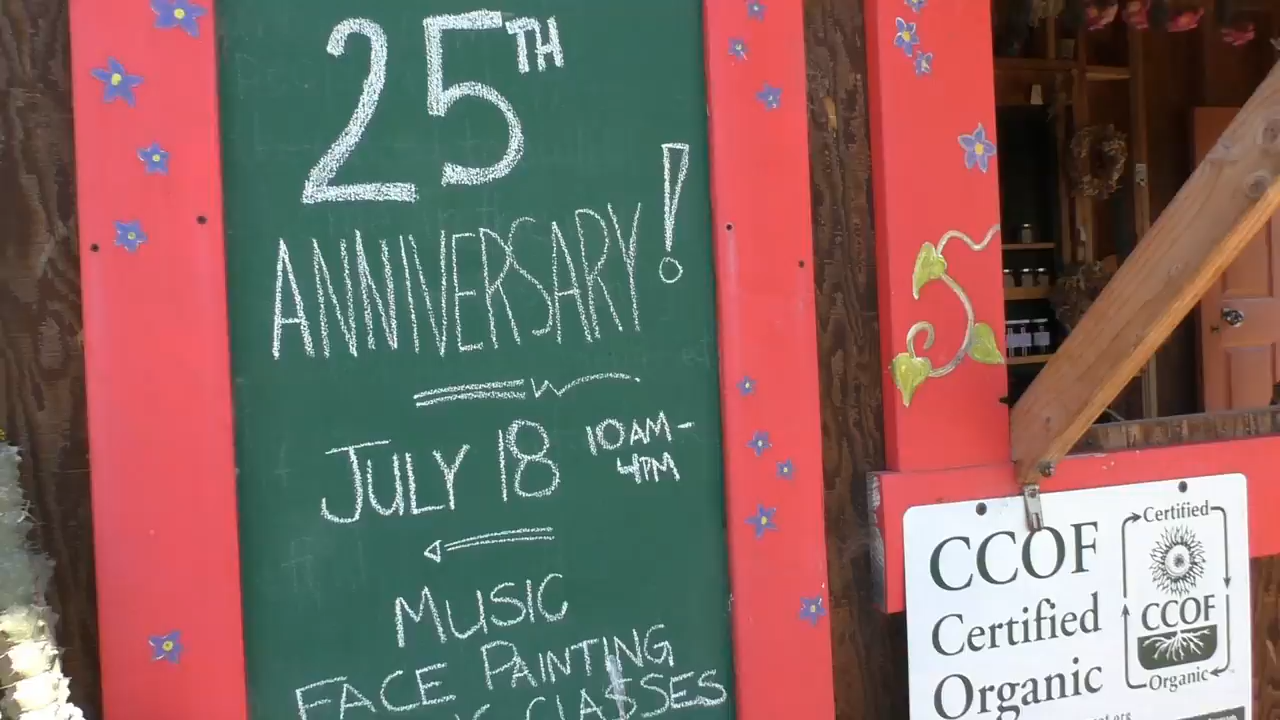 25TH
ANNIVERSARY!
JULY 18 10AM-
4PM
MUSIC
FACE PAINTING
CLASSES
CCOF
Certified
Organic
Certified
CCOF
Organic